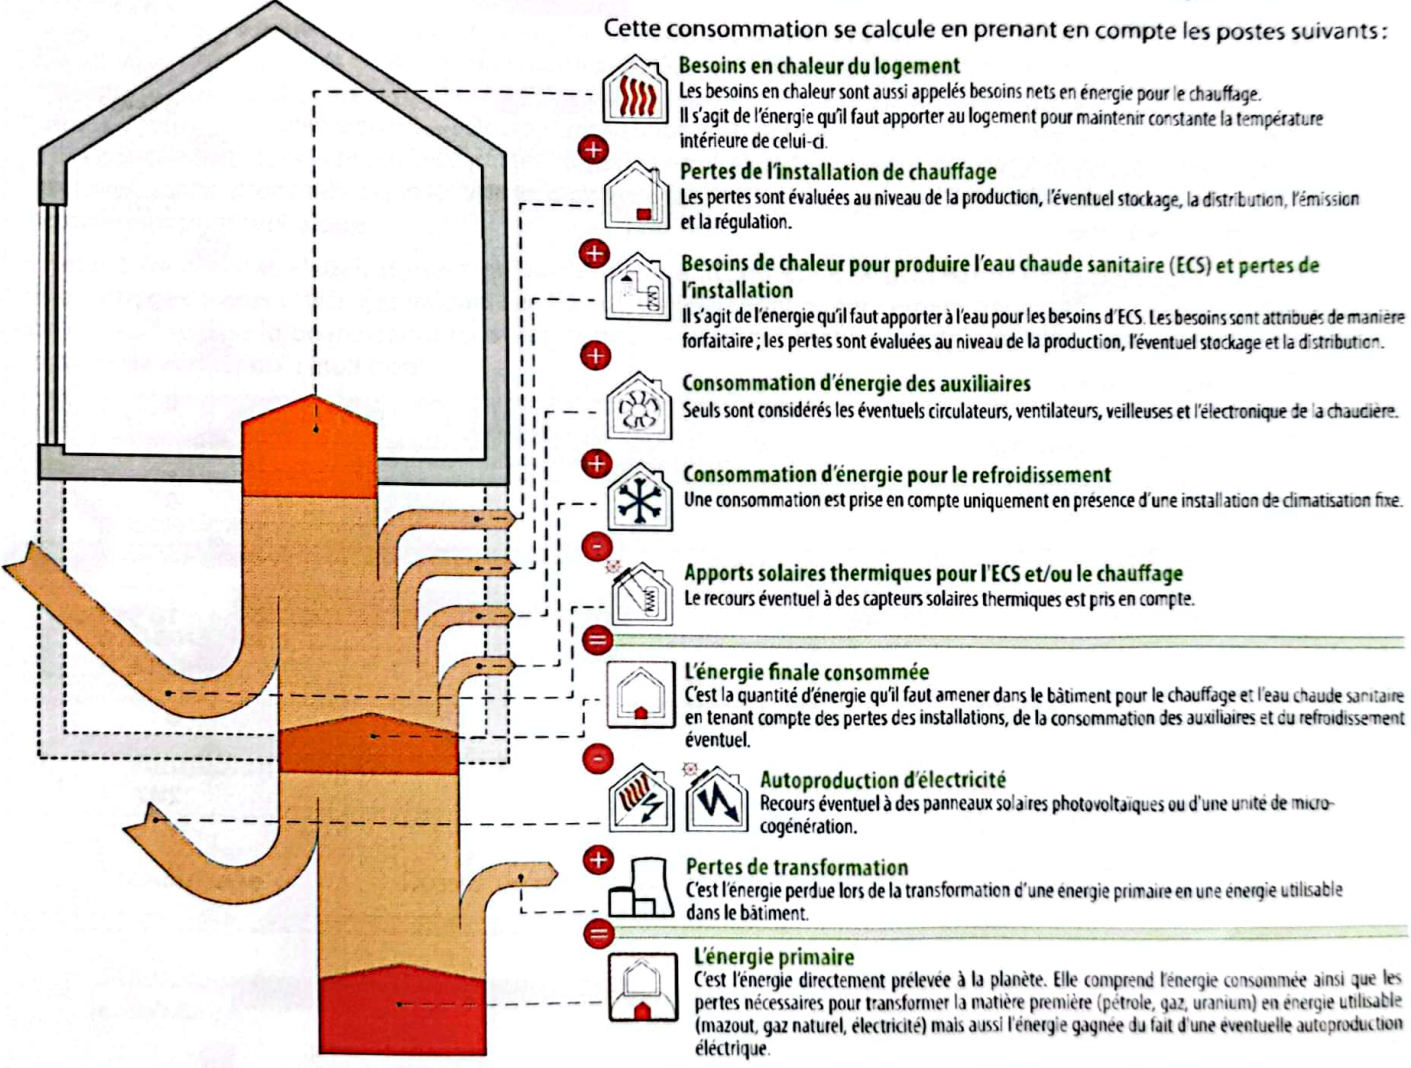 Cette consommation se calcule en prenant en compte les postes suivants :
Besoins en chaleur du logement
Les besoins en chaleur sont aussi appelés besoins nets en énergie pour le chauffage.
Il s'agit de l'énergie qu'il faut apporter au logement pour maintenir constante la température
intérieure de celui-ci.
+
Pertes de l'installation de chauffage
Les pertes sont évaluées au niveau de la production, l'éventuel stockage, la distribution, l'émission
et la régulation.
+
Besoins de chaleur pour produire l'eau chaude sanitaire (ECS) et pertes de
l'installation
Il s'agit de l'énergie qu'il faut apporter à l'eau pour les besoins d'ECS. Les besoins sont attribués de manière
forfaitaire ; les pertes sont évaluées au niveau de la production, l'éventuel stockage et la distribution.
+
Consommation d'énergie des auxiliaires
Seuls sont considérés les éventuels circulateurs, ventilateurs, veilleuses et l'électronique de la chaudière.
+
Consommation d'énergie pour le refroidissement
Une consommation est prise en compte uniquement en présence d'une installation de climatisation fixe.
-
Apports solaires thermiques pour l'ECS et/ou le chauffage
Le recours éventuel à des capteurs solaires thermiques est pris en compte.
=
L'énergie finale consommée
C'est la quantité d'énergie qu'il faut amener dans le bâtiment pour le chauffage et l'eau chaude sanitaire
en tenant compte des pertes des installations, de la consommation des auxiliaires et du refroidissement
éventuel.
-
Autoproduction d'électricité
Recours éventuel à des panneaux solaires photovoltaïques ou d'une unité de micro-
cogénération.
+
Pertes de transformation
C'est l'énergie perdue lors de la transformation d'une énergie primaire en une énergie utilisable
dans le bâtiment.
=
L'énergie primaire
C'est l'énergie directement prélevée à la planète. Elle comprend l'énergie consommée ainsi que les
pertes nécessaires pour transformer la matière première (pétrole, gaz, uranium) en énergie utilisable
(mazout, gaz naturel, électricité) mais aussi l'énergie gagnée du fait d'une éventuelle autoproduction
électrique.